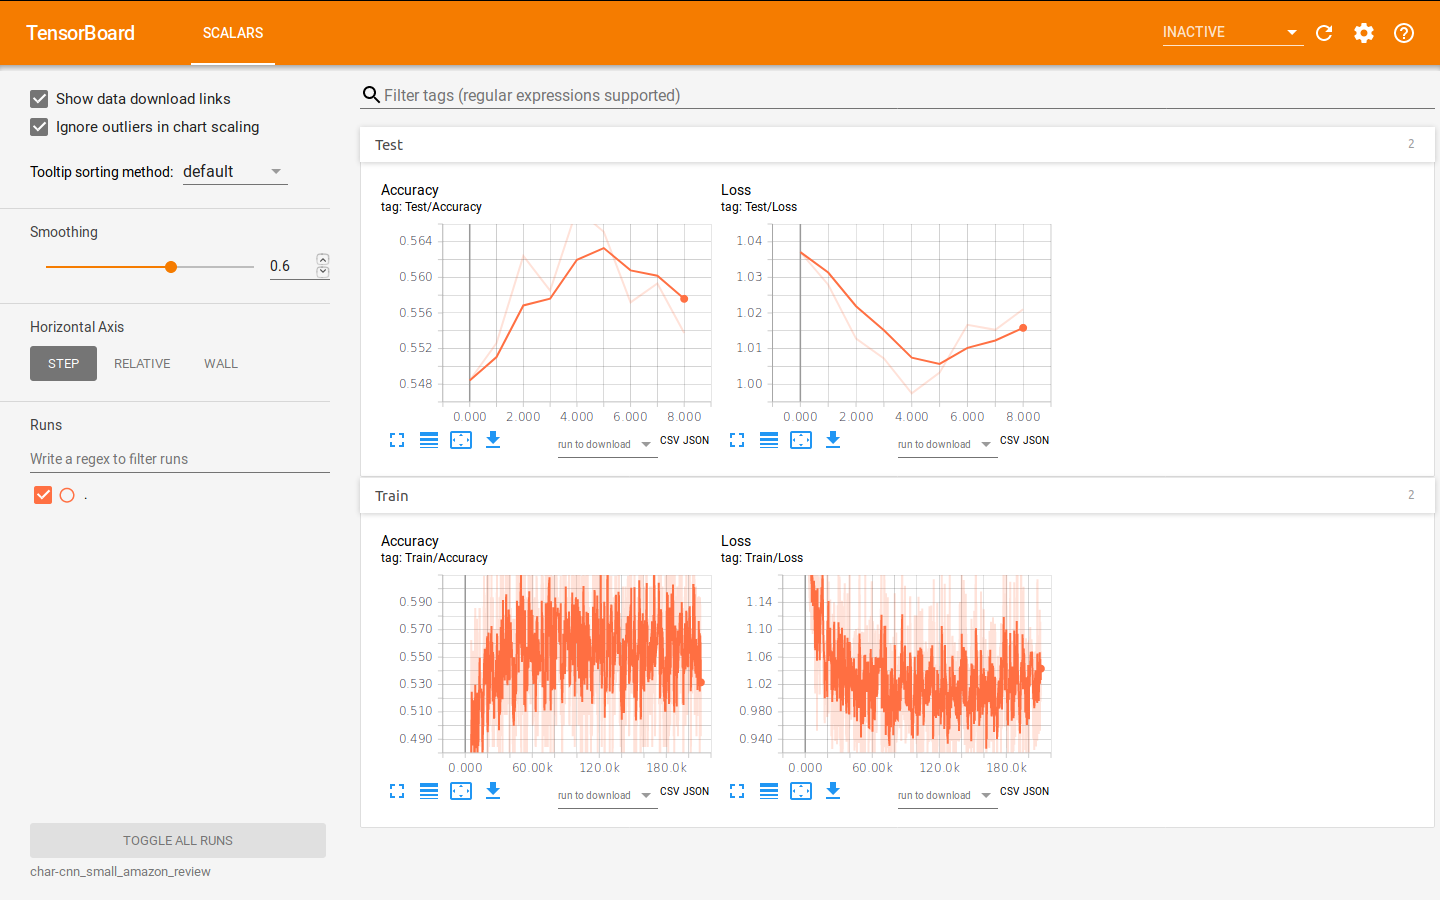 TensorBoard
SCALARS
INACTIVE
Show data download links
Ignore outliers in chart scaling
Tooltip sorting method: default
Smoothing
0.6
Horizontal Axis
STEP RELATIVE WALL
Runs
Write a regex to filter runs
.
TOGGLE ALL RUNS
char-cnn_small_amazon_review
Filter tags (regular expressions supported)
Test 2
Accuracy
tag: Test/Accuracy
0.564
0.560
0.556
0.552
0.548
0.000 2.000 4.000 6.000 8.000
run to download CSV JSON
Loss
tag: Test/Loss
1.04
1.03
1.02
1.01
1.00
0.000 2.000 4.000 6.000 8.000
run to download CSV JSON
Train 2
Accuracy
tag: Train/Accuracy
0.590
0.570
0.550
0.530
0.510
0.490
0.000 60.00k 120.0k 180.0k
run to download CSV JSON
Loss
tag: Train/Loss
1.14
1.10
1.06
1.02
0.980
0.940
0.000 60.00k 120.0k 180.0k
run to download CSV JSON